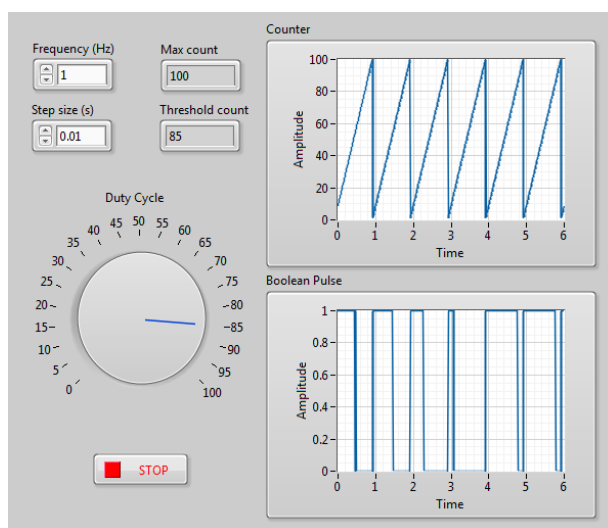 Frequency (Hz)
1
Max count
100
Step size (s)
0.01
Threshold count
85
Duty Cycle
0
5
10
15
20
25
30
35
40
45
50
55
60
65
70
75
80
85
90
95
100
STOP
Counter
Amplitude
100
80
60
40
20
0
0 1 2 3 4 5 6
Time
Boolean Pulse
Amplitude
1
0.8
0.6
0.4
0.2
0
0 1 2 3 4 5 6
Time